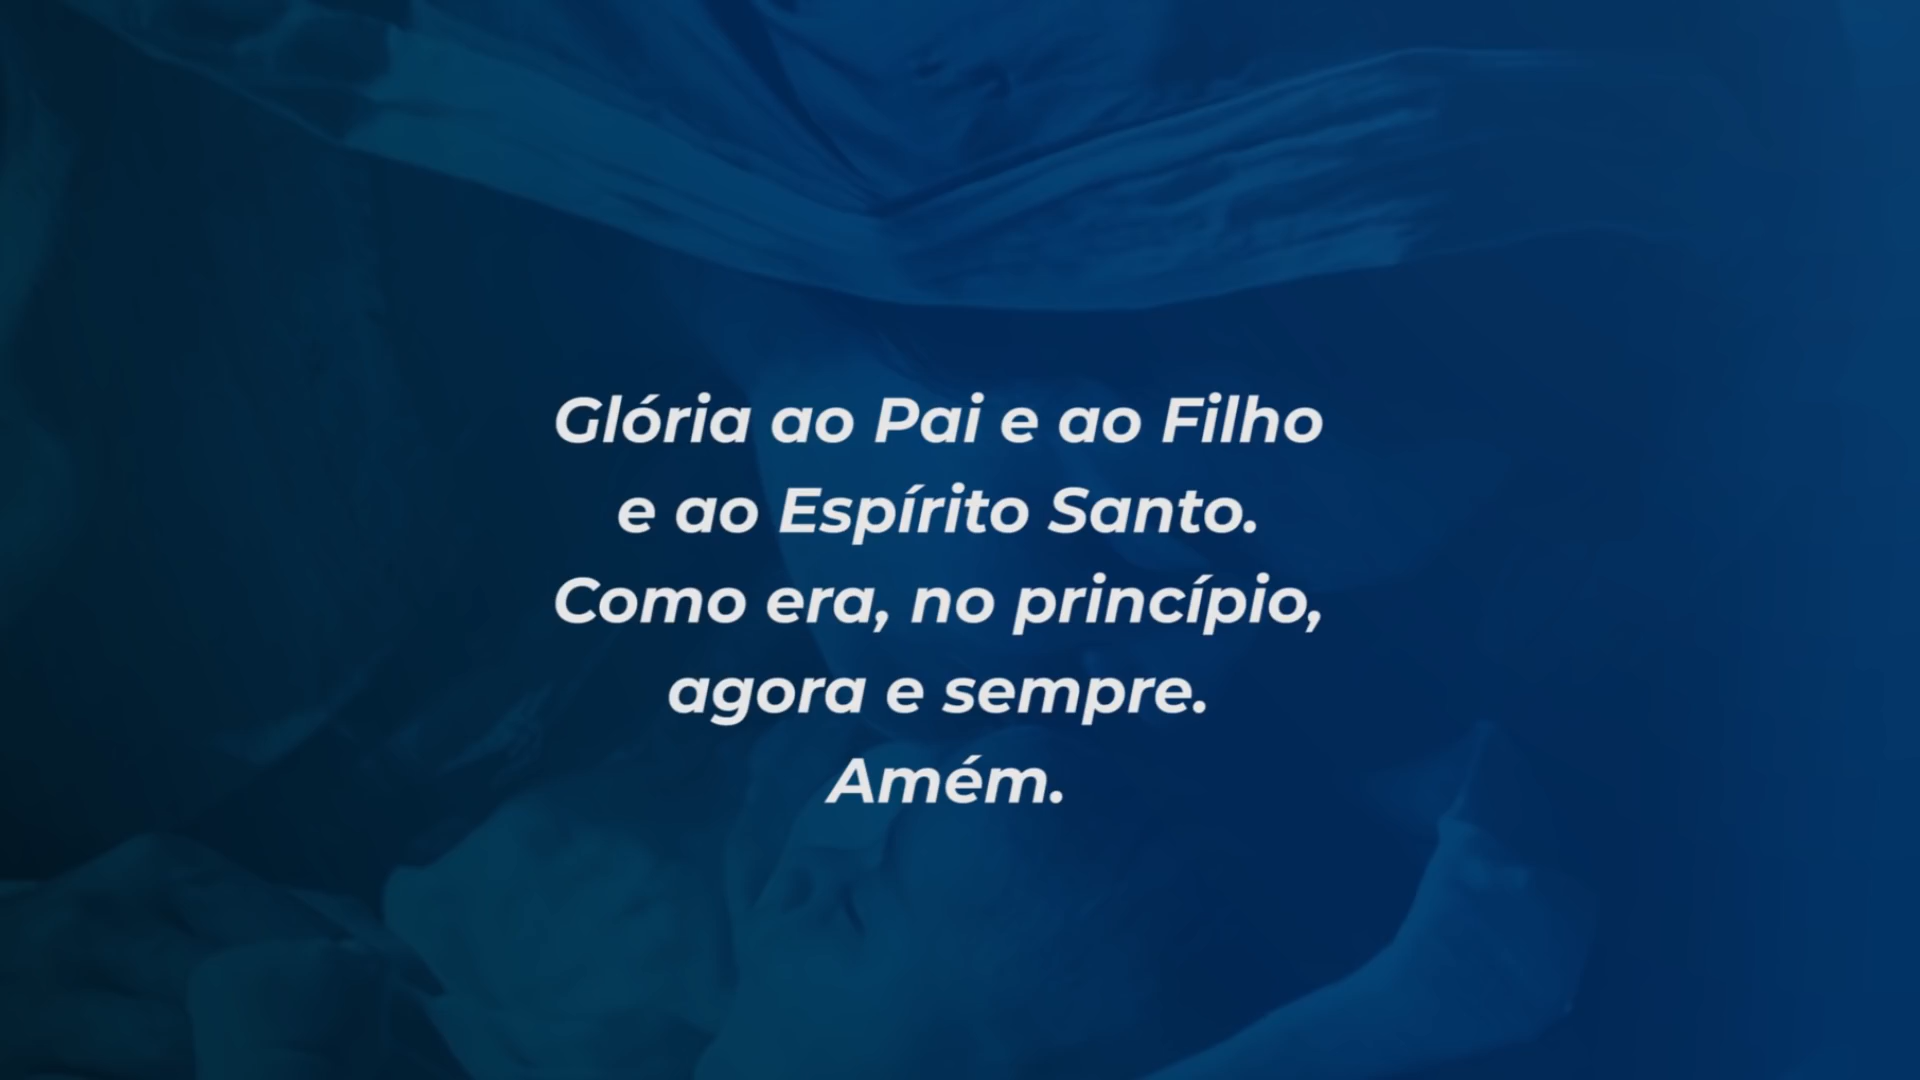 Glória ao Pai e ao Filho
e ao Espírito Santo.
Como era, no princípio,
agora e sempre.
Amém.